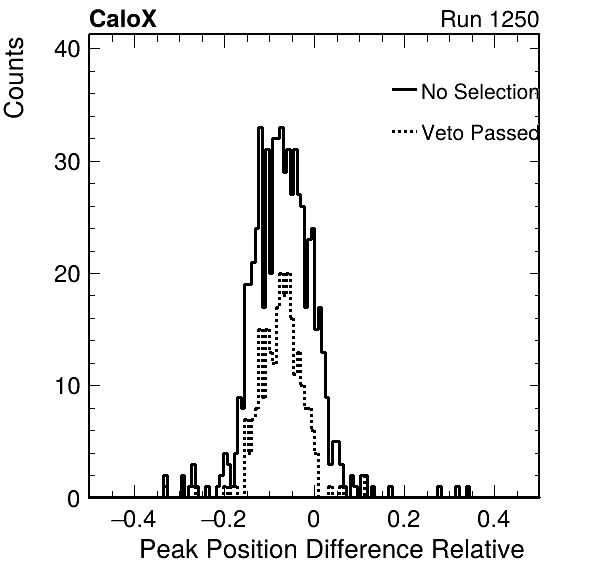 CaloX Run 1250
Counts
40
No Selection
Veto Passed
30
20
10
0
−0.4 −0.2 0 0.2 0.4
Peak Position Difference Relative